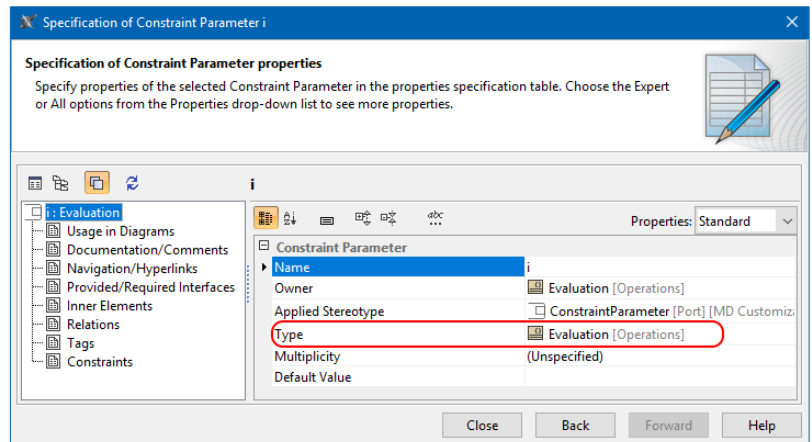 Specification of Constraint Parameter i
Specification of Constraint Parameter properties
Specify properties of the selected Constraint Parameter in the properties specification table. Choose the Expert
or All options from the Properties drop-down list to see more properties.
i
i : Evaluation
Usage in Diagrams
Documentation/Comments
Navigation/Hyperlinks
Provided/Required Interfaces
Inner Elements
Relations
Tags
Constraints
Properties: Standard
Constraint Parameter
Name i
Owner Evaluation [Operations]
Applied Stereotype ConstraintParameter [Port] [MD Customiz
Type Evaluation [Operations]
Multiplicity (Unspecified)
Default Value
Close Back Forward Help